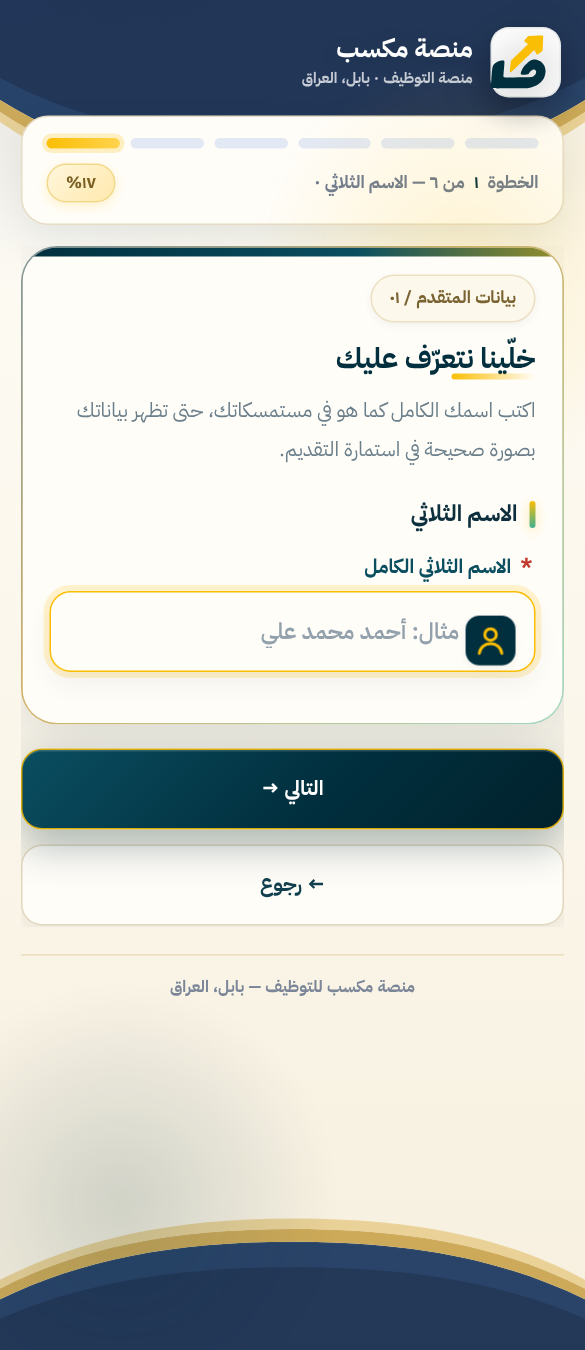 منصة مكسب
منصة التوظيف · بابل، العراق
الخطوة ١ من ٦ — الاسم الثلاثي ·
١٧%
بيانات المتقدم / ٠١
خلّينا نتعرّف عليك
اكتب اسمك الكامل كما هو في مستمسكاتك، حتى تظهر بياناتك
بصورة صحيحة في استمارة التقديم.
الاسم الثلاثي
* الاسم الثلاثي الكامل
مثال: أحمد محمد علي
التالي →
← رجوع
منصة مكسب للتوظيف — بابل، العراق